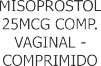 MISOPROSTOL
25MCG COMP.
VAGINAL -
COMPRIMIDO